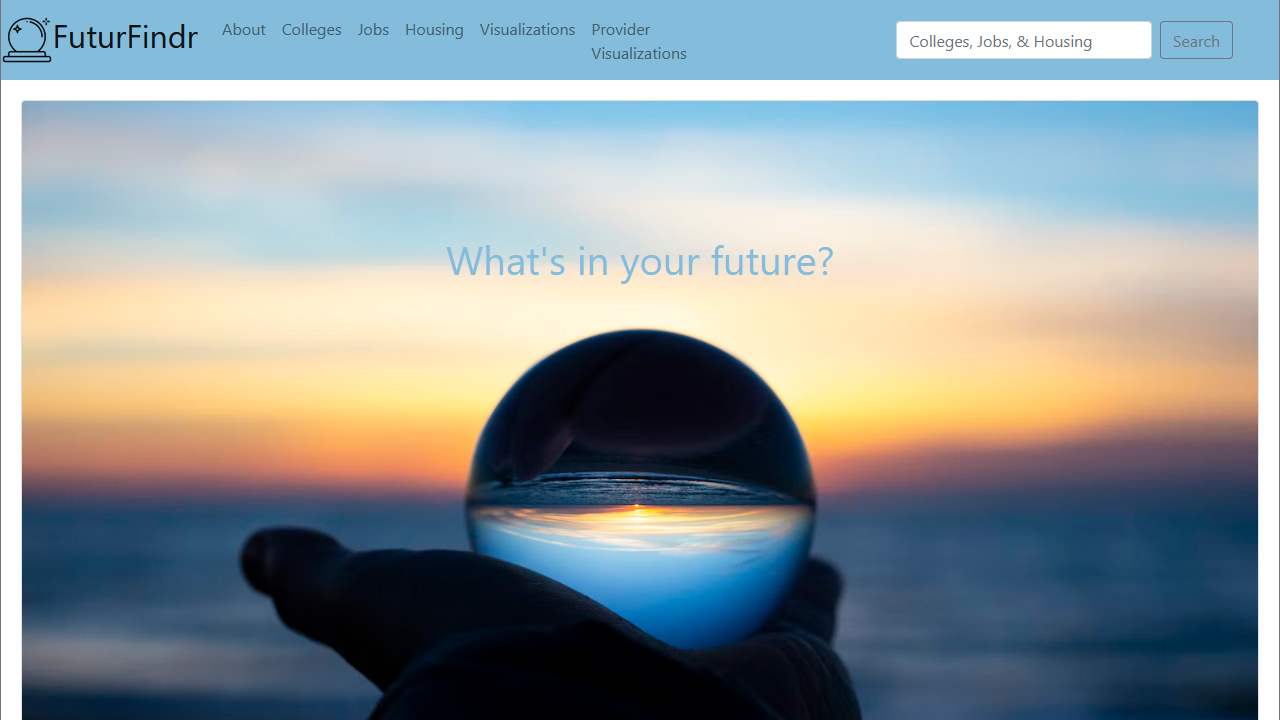 FuturFindr
About
Colleges
Jobs
Housing
Visualizations
Provider
Visualizations
Colleges, Jobs, & Housing
Search
What's in your future?